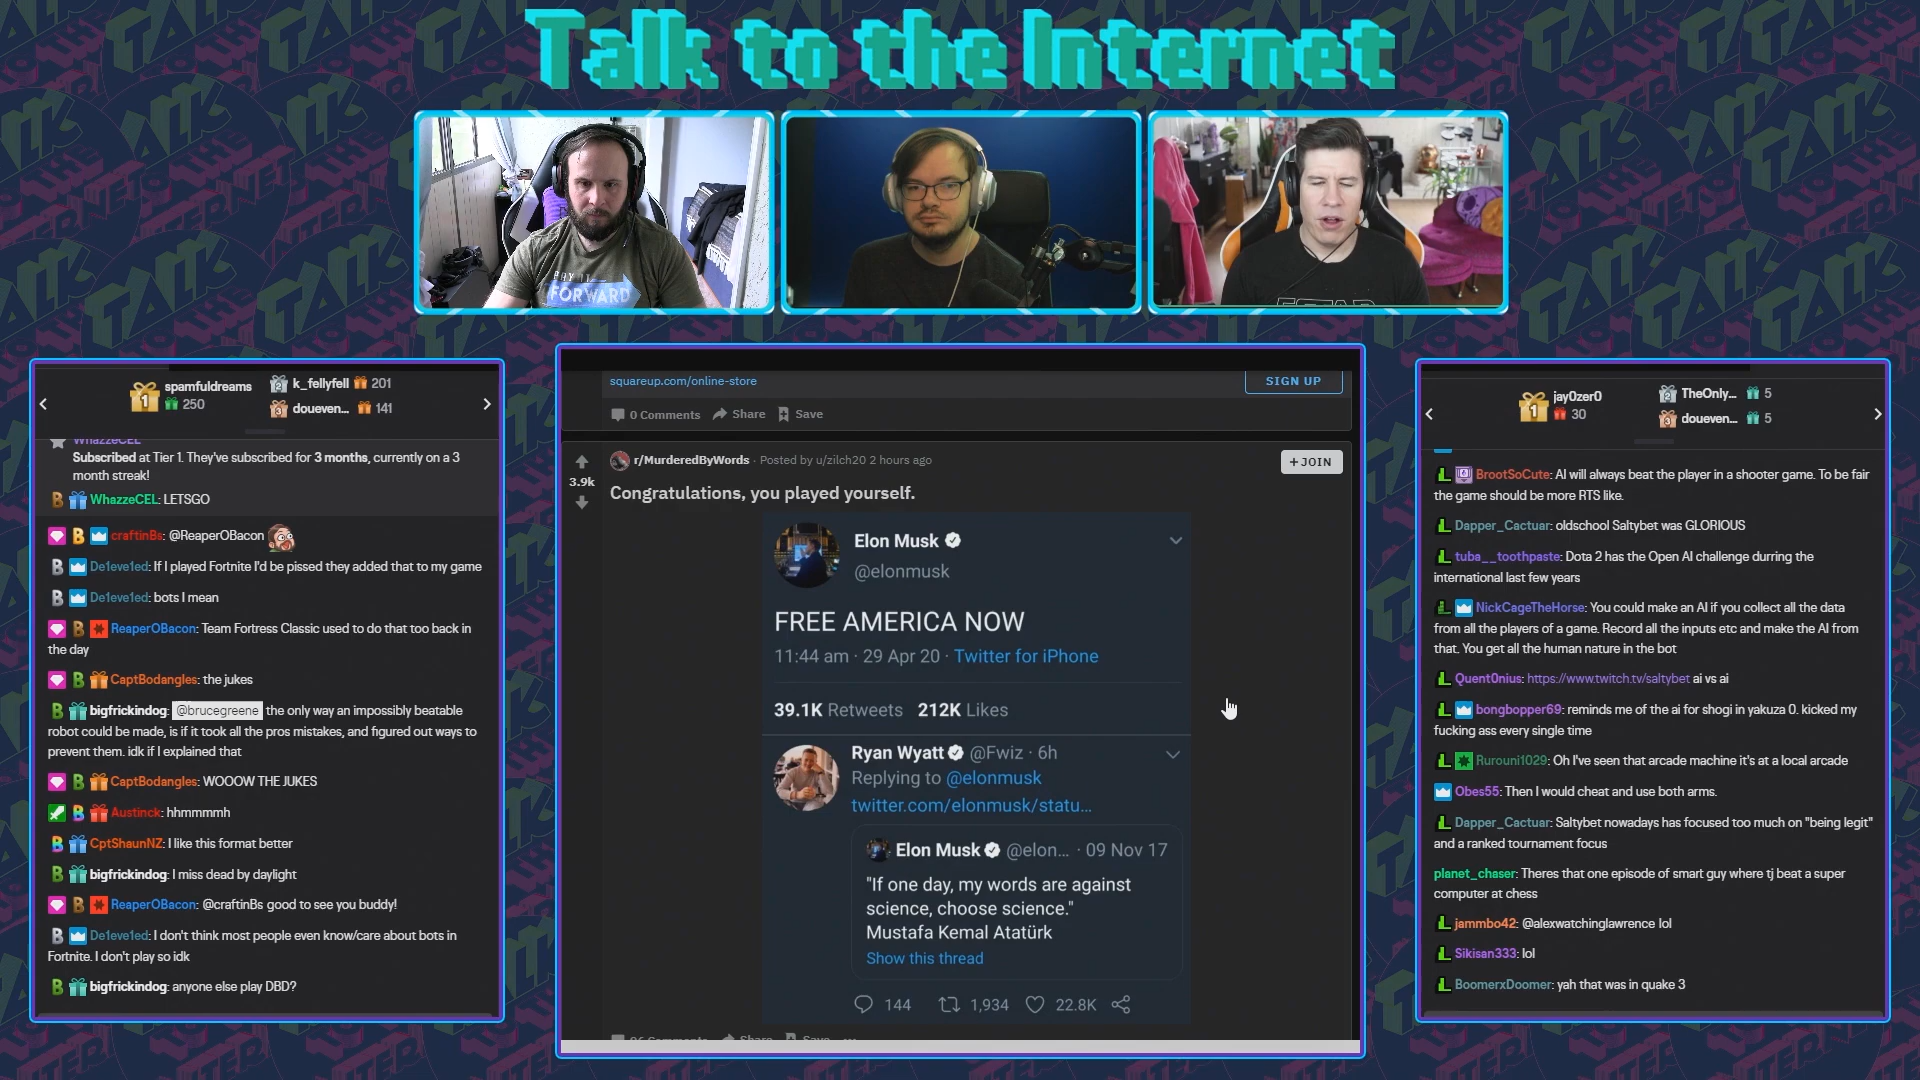 Talk to the Internet
PAY IT
FORWARD
spamfuldreams
250
k_fellyfell 201
doueven... 141
WhazzeCEL
Subscribed at Tier 1. They've subscribed for 3 months, currently on a 3
month streak!
WhazzeCEL: LETSGO
craftinBs: @ReaperOBacon
De1eve1ed: If I played Fortnite I'd be pissed they added that to my game
De1eve1ed: bots I mean
ReaperOBacon: Team Fortress Classic used to do that too back in
the day
CaptBodangles: the jukes
bigfrickindog: @brucegreene the only way an impossibly beatable
robot could be made, is if it took all the pros mistakes, and figured out ways to
prevent them. idk if I explained that
CaptBodangles: WOOOW THE JUKES
Austinck: hhmmmmh
CptShaunNZ: I like this format better
bigfrickindog: I miss dead by daylight
ReaperOBacon: @craftinBs good to see you buddy!
De1eve1ed: I don't think most people even know/care about bots in
Fortnite. I don't play so idk
bigfrickindog: anyone else play DBD?
squareup.com/online-store
SIGN UP
0 Comments Share Save
r/MurderedByWords · Posted by u/zilch20 2 hours ago
+JOIN
3.9k
Congratulations, you played yourself.
Elon Musk
@elonmusk
FREE AMERICA NOW
11:44 am · 29 Apr 20 · Twitter for iPhone
39.1K Retweets 212K Likes
Ryan Wyatt @Fwiz · 6h
Replying to @elonmusk
twitter.com/elonmusk/statu...
Elon Musk @elon... · 09 Nov 17
"If one day, my words are against
science, choose science."
Mustafa Kemal Atatürk
Show this thread
144 1,934 22.8K
Share Save
jay0zer0
30
TheOnly... 5
doueven... 5
BrootSoCute: AI will always beat the player in a shooter game. To be fair
the game should be more RTS like.
Dapper_Cactuar: oldschool Saltybet was GLORIOUS
tuba__toothpaste: Dota 2 has the Open AI challenge durring the
international last few years
NickCageTheHorse: You could make an AI if you collect all the data
from all the players of a game. Record all the inputs etc and make the AI from
that. You get all the human nature in the bot
Quent0nius: https://www.twitch.tv/saltybet ai vs ai
bongbopper69: reminds me of the ai for shogi in yakuza 0. kicked my
fucking ass every single time
Rurouni1029: Oh I've seen that arcade machine it's at a local arcade
Obes55: Then I would cheat and use both arms.
Dapper_Cactuar: Saltybet nowadays has focused too much on "being legit"
and a ranked tournament focus
planet_chaser: Theres that one episode of smart guy where tj beat a super
computer at chess
jammbo42: @alexwatchinglawrence lol
Sikisan333: lol
BoomerxDoomer: yah that was in quake 3